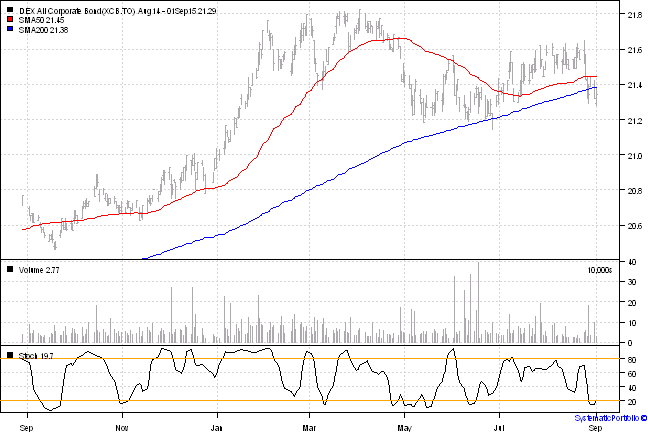 DEX All Corporate Bond(XCB.TO) Aug14 - 01Sep15 21.29
SMA50 21.45
SMA200 21.38
21.8
21.6
21.4
21.2
21.0
20.8
20.6
Volume 2.77
10,000s
40
30
20
10
0
Stoch 19.7
80
60
40
20
Sep
Nov
Jan
Mar
May
Jul
Sep
SystematicPortfolio ©